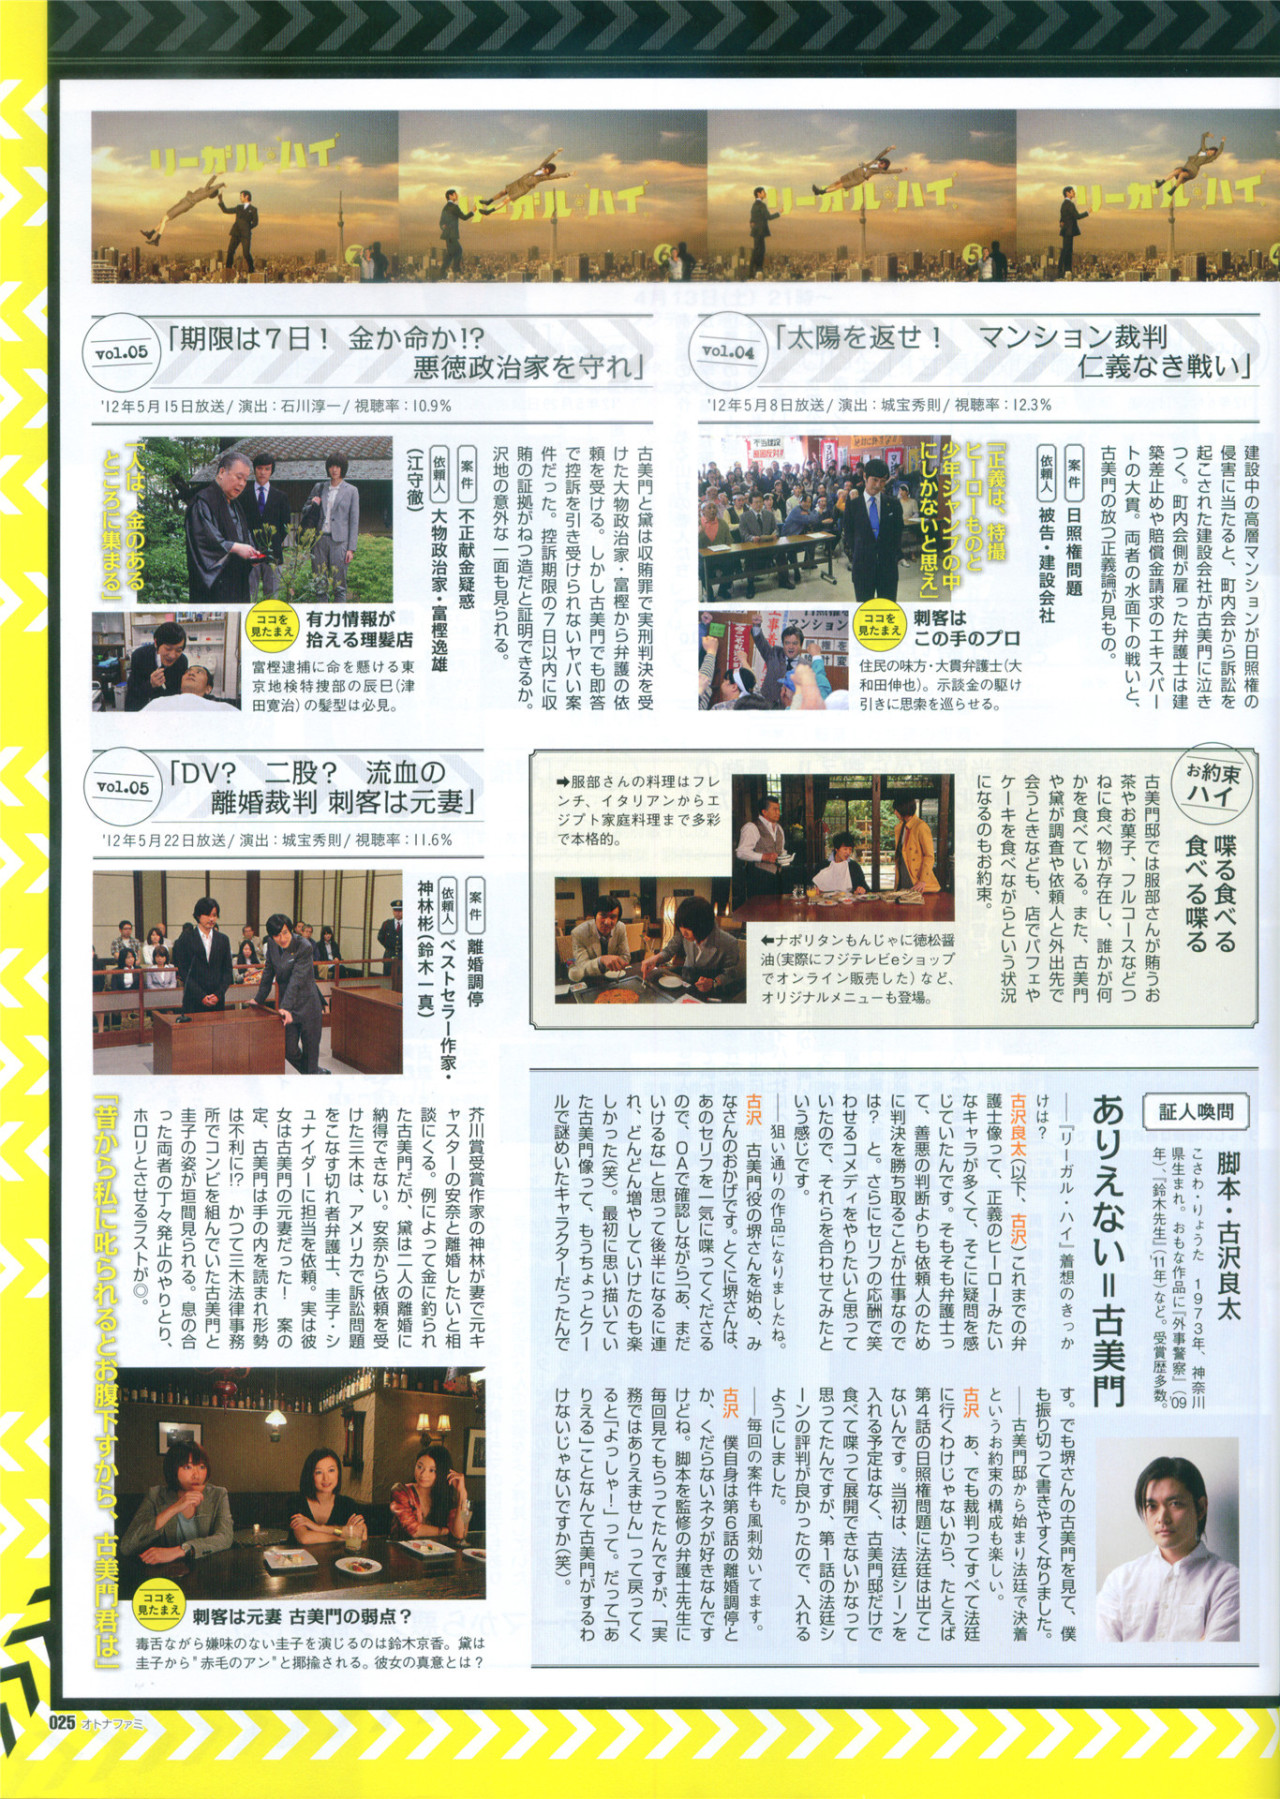 リーガル・ハイ
リーガル・ハイ
リーガル・ハイ
リーガル・ハイ
7
6
5
4
vol.04
「太陽を返せ！　マンション裁判
仁義なき戦い」
'12年5月8日放送/ 演出：城宝秀則/ 視聴率：12.3%
建設中の高層マンションが日照権の
侵害に当たると、町内会から訴訟を
起こされた建設会社が古美門に泣き
つく。町内会側が雇った弁護士は建
築差止めや賠償金請求のエキスパー
トの大貫。両者の水面下の戦いと、
古美門の放つ正義論が見もの。
案件 日照権問題
依頼人 被告・建設会社
「正義は、特撮
ヒーローものと
少年ジャンプの中
にしかないと思え」
ココを
見たまえ
刺客は
この手のプロ
住民の味方・大貫弁護士(大
和田伸也)。示談金の駆け
引きに思索を巡らせる。
vol.05
「期限は７日！ 金か命か!?
悪徳政治家を守れ」
'12年5月15日放送/ 演出：石川淳一/ 視聴率：10.9%
古美門と黛は収賄罪で実刑判決を受
けた大物政治家・富樫から弁護の依
頼を受ける。しかし古美門でも即答
で控訴を引き受けられないヤバい案
件だった。控訴期限の７日以内に収
賄の証拠がねつ造だと証明できるか。
沢地の意外な一面も見られる。
案件 不正献金疑惑
依頼人 大物政治家・富樫逸雄
(江守徹)
「人は、金のある
ところに集まる」
ココを
見たまえ
有力情報が
拾える理髪店
富樫逮捕に命を懸ける東
京地検特捜部の辰巳(津
田寛治)の髪型は必見。
お約束
ハイ
喋る食べる
食べる喋る
古美門邸では服部さんが賄うお
茶やお菓子、フルコースなどつ
ねに食べ物が存在し、誰かが何
かを食べている。また、古美門
や黛が調査や依頼人と外出先で
会うときなども、店でパフェや
ケーキを食べながらという状況
になるのもお約束。
➡服部さんの料理はフレ
ンチ、イタリアンからエ
ジプト家庭料理まで多彩
で本格的。
⬅ナポリタンもんじゃに徳松醤
油(実際にフジテレビeショップ
でオンライン販売した)など、
オリジナルメニューも登場。
vol.05
「DV？　二股？　流血の
離婚裁判 刺客は元妻」
'12年5月22日放送/ 演出：城宝秀則/ 視聴率：11.6%
案件 離婚調停
依頼人 ベストセラー作家・
神林彬(鈴木一真)
芥川賞受賞作家の神林が妻で元キ
ャスターの安奈と離婚したいと相
談にくる。例によって金に釣られ
た古美門だが、黛は二人の離婚に
納得できない。安奈から依頼を受
けた三木は、アメリカで訴訟問題
をこなす切れ者弁護士、圭子・シ
ュナイダーに担当を依頼。実は彼
女は古美門の元妻だった！　案の
定、古美門は手の内を読まれ形勢
は不利に!?　かつて三木法律事務
所でコンビを組んでいた古美門と
圭子の姿が垣間見られる。息の合
った両者の丁々発止のやりとり、
ホロリとさせるラストが◎。
「昔から私に叱られるとお腹下すから、古美門君は」
ココを
見たまえ
刺客は元妻 古美門の弱点？
毒舌ながら嫌味のない圭子を演じるのは鈴木京香。黛は
圭子から“赤毛のアン”と揶揄される。彼女の真意とは？
証人喚問
脚本・古沢良太
こさわ・りょうた　1973年、神奈川
県生まれ。おもな作品に『外事警察』('09
年)、『鈴木先生』('11年)など。受賞歴多数。
ありえない＝古美門
――『リーガル・ハイ』着想のきっか
けは？
古沢良太(以下、古沢)これまでの弁
護士像って、正義のヒーローみたい
なキャラが多くて、そこに疑問を感
じていたんです。そもそも弁護士っ
て、善悪の判断よりも依頼人のため
に判決を勝ち取ることが仕事なので
は？　と。さらにセリフの応酬で笑
わせるコメディをやりたいと思って
いたので、それらを合わせてみたと
いう感じです。
――狙い通りの作品になりましたね。
古沢　古美門役の堺さんを始め、み
なさんのおかげです。とくに堺さんは、
あのセリフを一気に喋ってくださる
ので、OAで確認しながら「あ、まだ
いけるな」と思って後半になるに連
れ、どんどん増やしていけたのも楽
しかった(笑)。最初に思い描いてい
た古美門像って、もうちょっとクー
ルで謎めいたキャラクターだったんで
す。でも堺さんの古美門を見て、僕
も振り切って書きやすくなりました。
――古美門邸から始まり法廷で決着
というお約束の構成も楽しい。
古沢　あ、でも裁判ってすべて法廷
に行くわけじゃないから、たとえば
第４話の日照権問題に法廷は出てこ
ないんです。当初は、法廷シーンを
入れる予定はなく、古美門邸だけで
食べて喋って展開できないかなって
思ってたんですが、第１話の法廷シ
ーンの評判が良かったので、入れる
ようにしました。
――毎回の案件も風刺効いてます。
古沢　僕自身は第６話の離婚調停と
か、くだらないネタが好きなんです
けどね。脚本を監修の弁護士先生に
毎回見てもらってたんですが、「実
務ではありえません」って戻ってく
ると「よっしゃ！」って。だって「あ
りえる」ことなんて古美門がするわ
けないじゃないですか(笑)。
025 オトナファミ